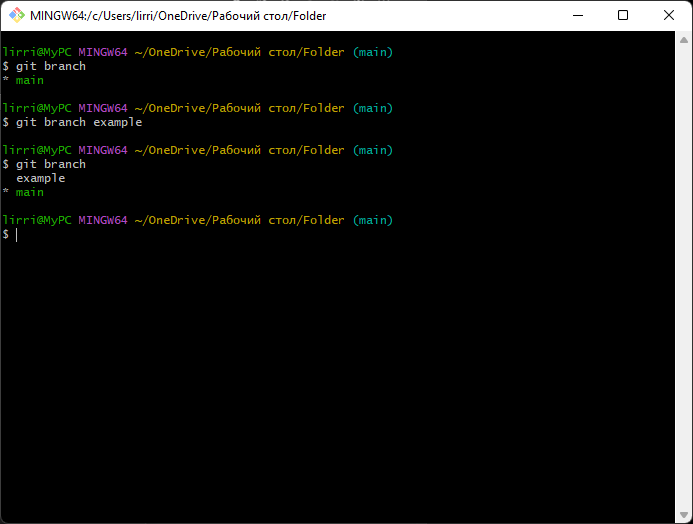 MINGW64:/c/Users/lirri/OneDrive/Рабочий стол/Folder
lirri@MyPC MINGW64 ~/OneDrive/Рабочий стол/Folder (main)
$ git branch
* main
lirri@MyPC MINGW64 ~/OneDrive/Рабочий стол/Folder (main)
$ git branch example
lirri@MyPC MINGW64 ~/OneDrive/Рабочий стол/Folder (main)
$ git branch
  example
* main
lirri@MyPC MINGW64 ~/OneDrive/Рабочий стол/Folder (main)
$